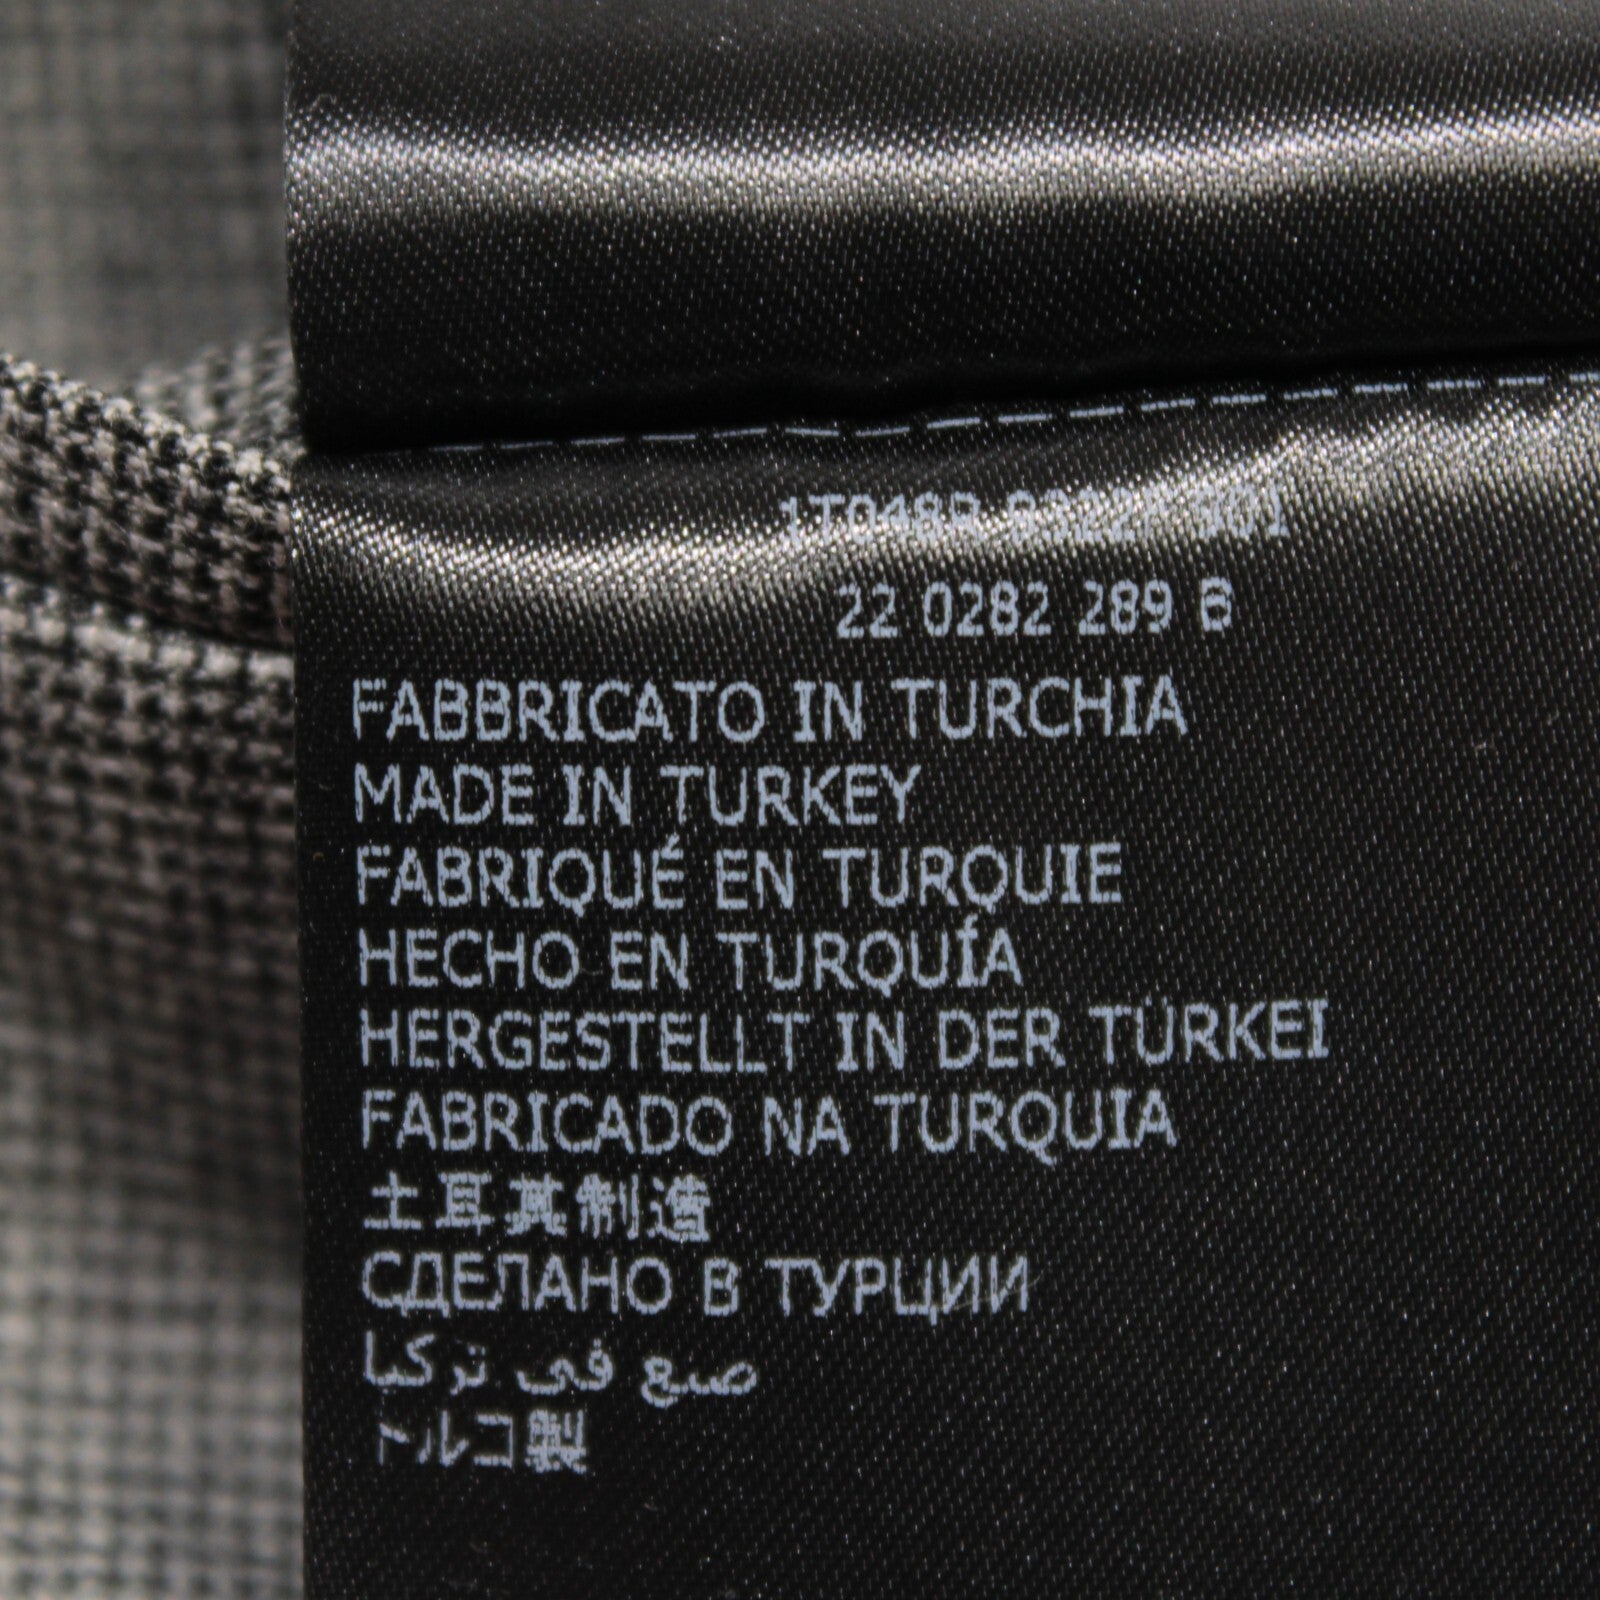 22 0282 289 6
FABBRICATO IN TURCHIA
MADE IN TURKEY
FABRIQUÉ EN TURQUIE
HECHO EN TURQUÍA
HERGESTELLT IN DER TÜRKEI
FABRICADO NA TURQUIA
土耳其制造
СДЕЛАНО В ТУРЦИИ
صنع في تركيا
トルコ製